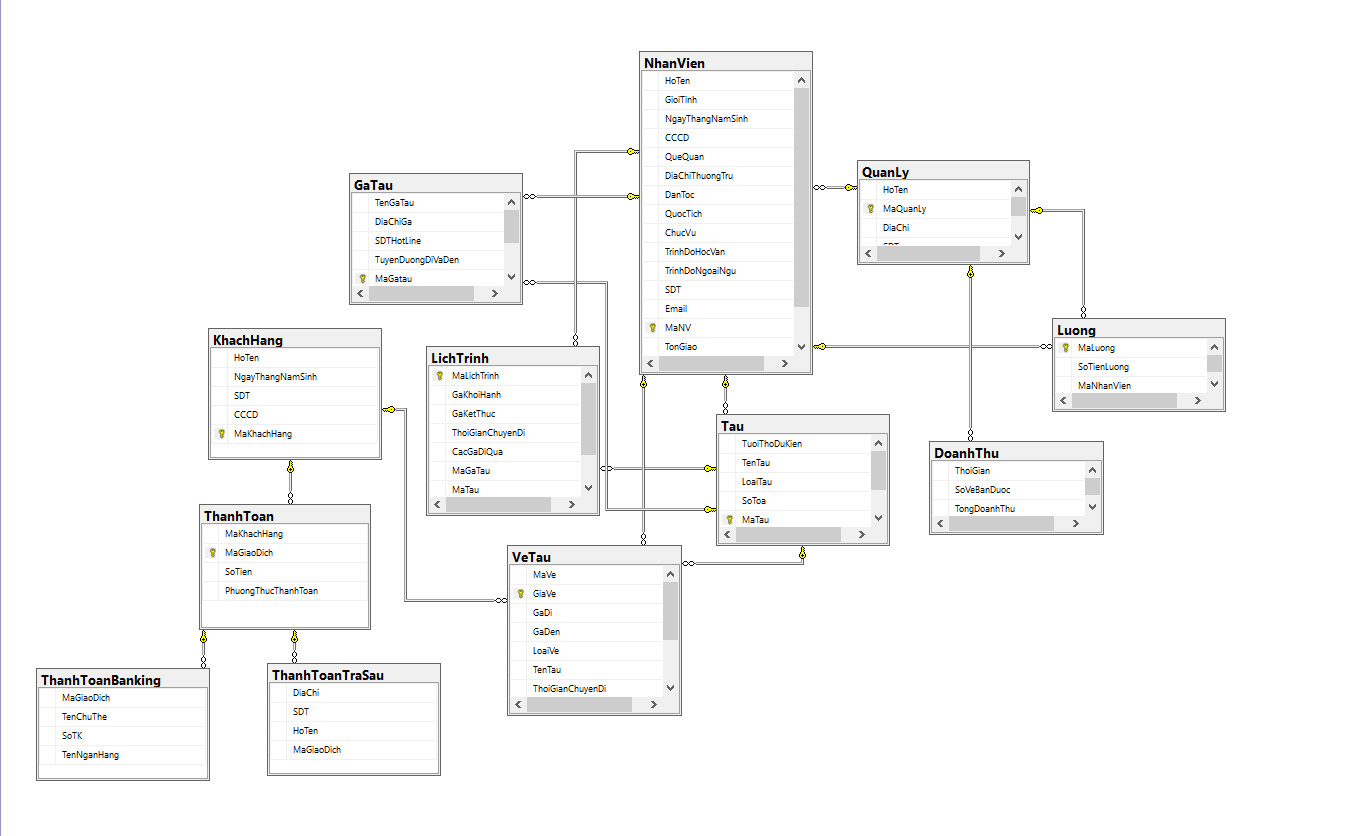 NhanVien
HoTen
GioiTinh
NgayThangNamSinh
CCCD
QueQuan
DiaChiThuongTru
DanToc
QuocTich
ChucVu
TrinhDoHocVan
TrinhDoNgoaiNgu
SDT
Email
MaNV
TonGiao
QuanLy
HoTen
MaQuanLy
DiaChi
GaTau
TenGaTau
DiaChiGa
SDTHotLine
TuyenDuongDiVaDen
MaGatau
Luong
MaLuong
SoTienLuong
MaNhanVien
KhachHang
HoTen
NgayThangNamSinh
SDT
CCCD
MaKhachHang
LichTrinh
MaLichTrinh
GaKhoiHanh
GaKetThuc
ThoiGianChuyenDi
CacGaDiQua
MaGaTau
MaTau
Tau
TuoiThoDuKien
TenTau
LoaiTau
SoToa
MaTau
DoanhThu
ThoiGian
SoVeBanDuoc
TongDoanhThu
ThanhToan
MaKhachHang
MaGiaoDich
SoTien
PhuongThucThanhToan
VeTau
MaVe
GiaVe
GaDi
GaDen
LoaiVe
TenTau
ThoiGianChuyenDi
ThanhToanBanking
MaGiaoDich
TenChuThe
SoTK
TenNganHang
ThanhToanTraSau
DiaChi
SDT
HoTen
MaGiaoDich